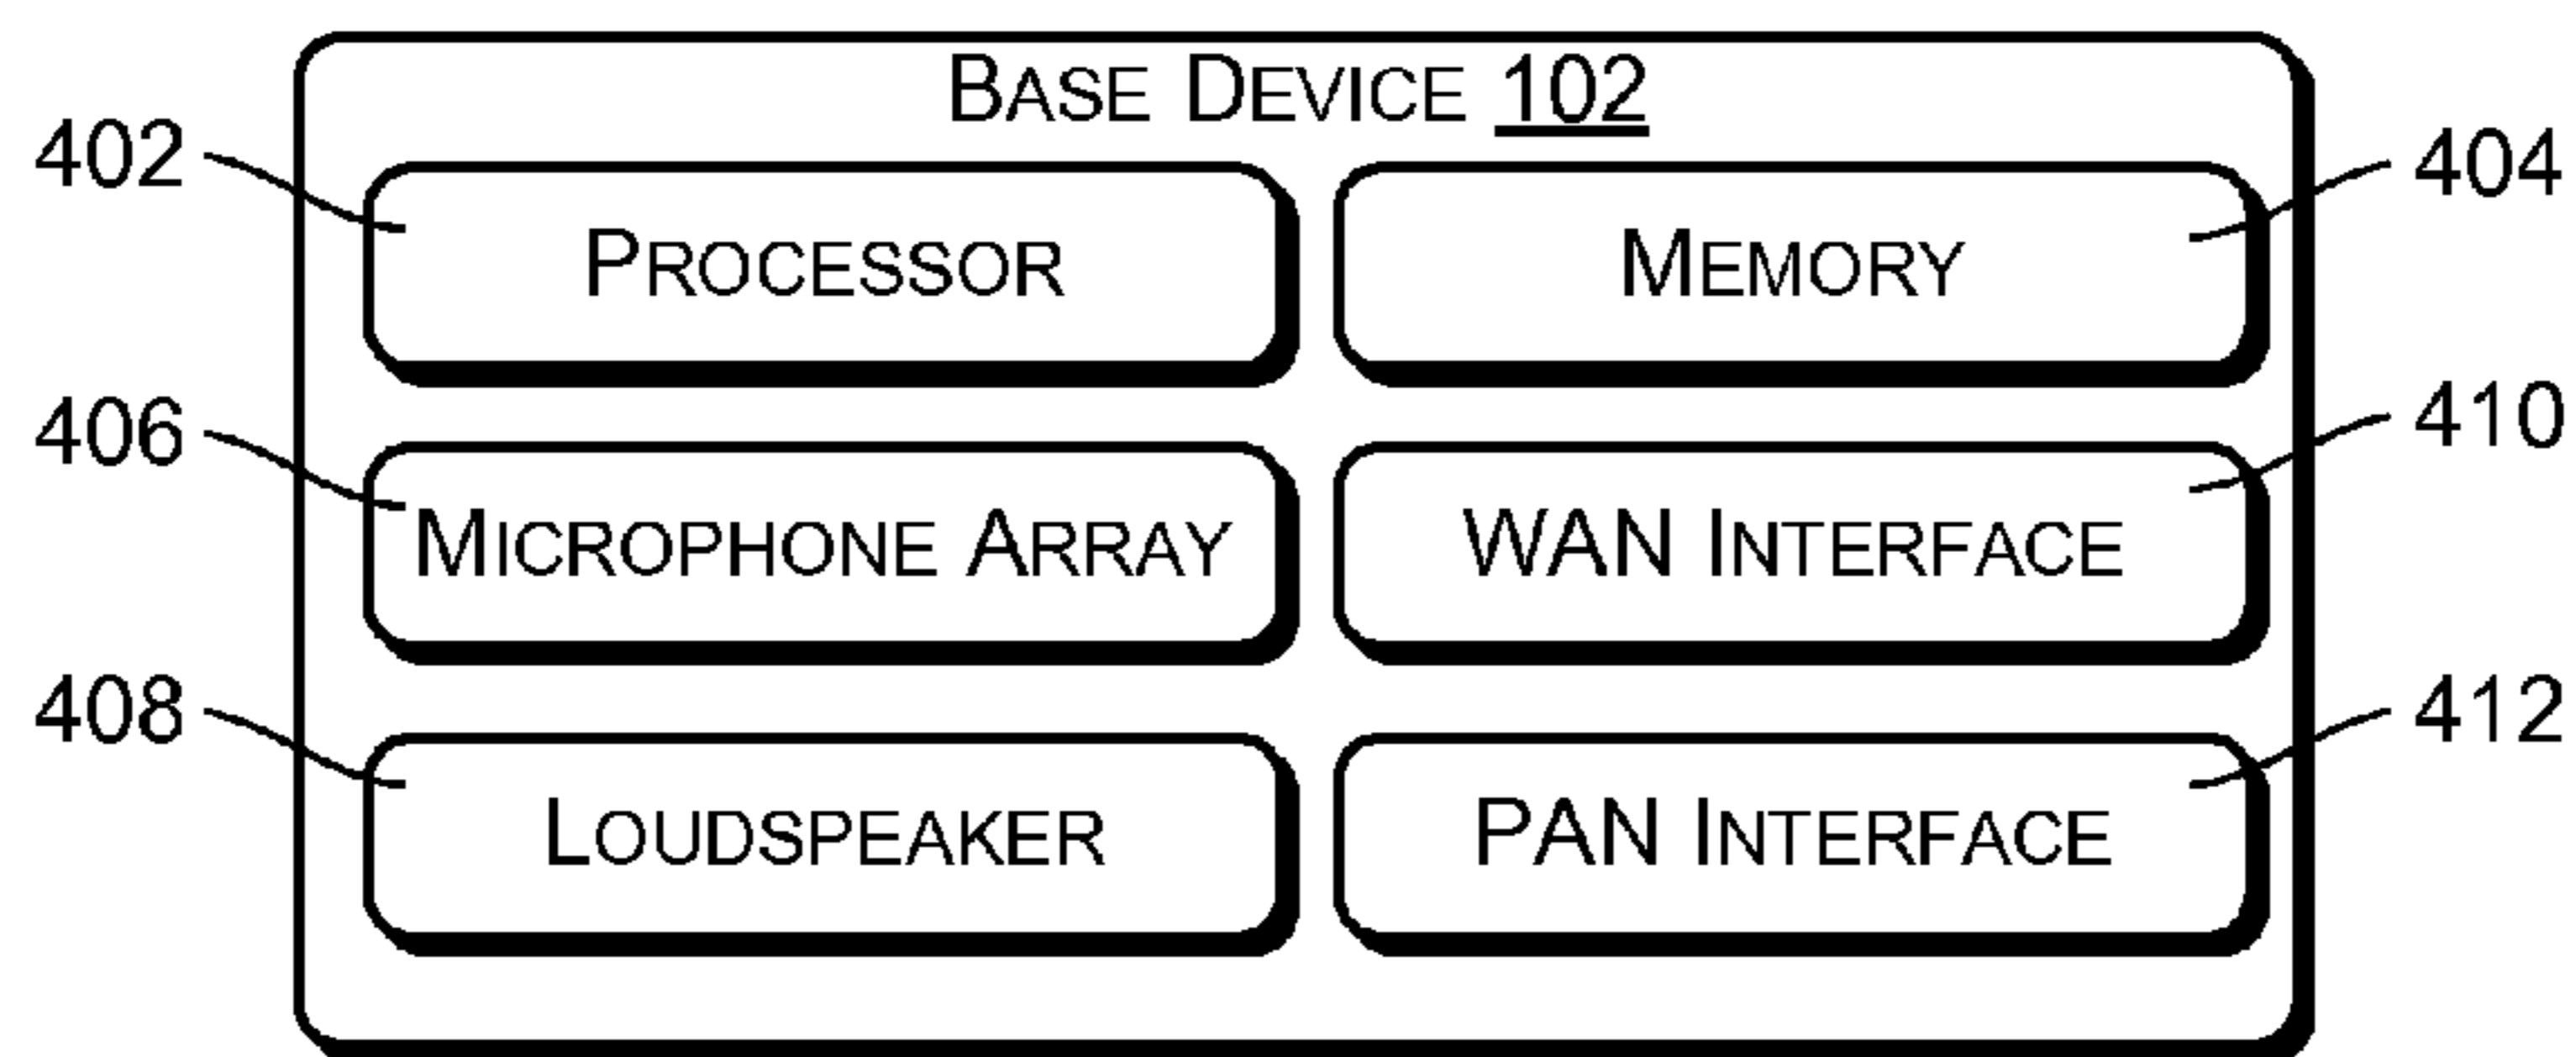 BASE DEVICE 102
402 PROCESSOR MEMORY 404
406 MICROPHONE ARRAY WAN INTERFACE 410
408 LOUDSPEAKER PAN INTERFACE 412